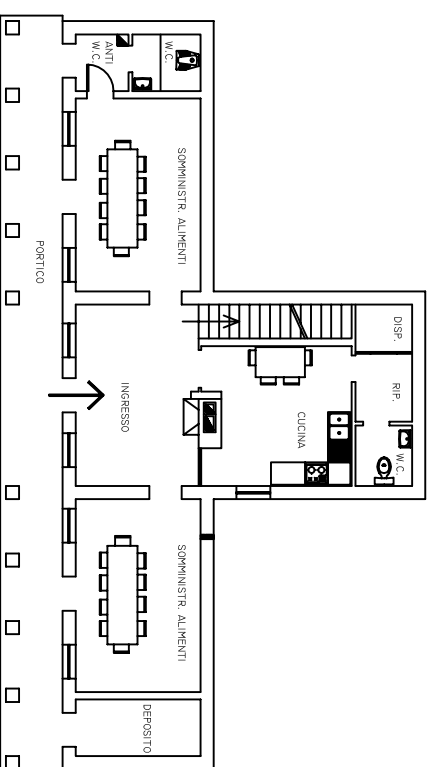 ANTI
W.C.
W.C.
SOMMINISTR. ALIMENTI
PORTICO
DISP.
RIP.
INGRESSO
CUCINA
W.C.
SOMMINISTR. ALIMENTI
DEPOSITO